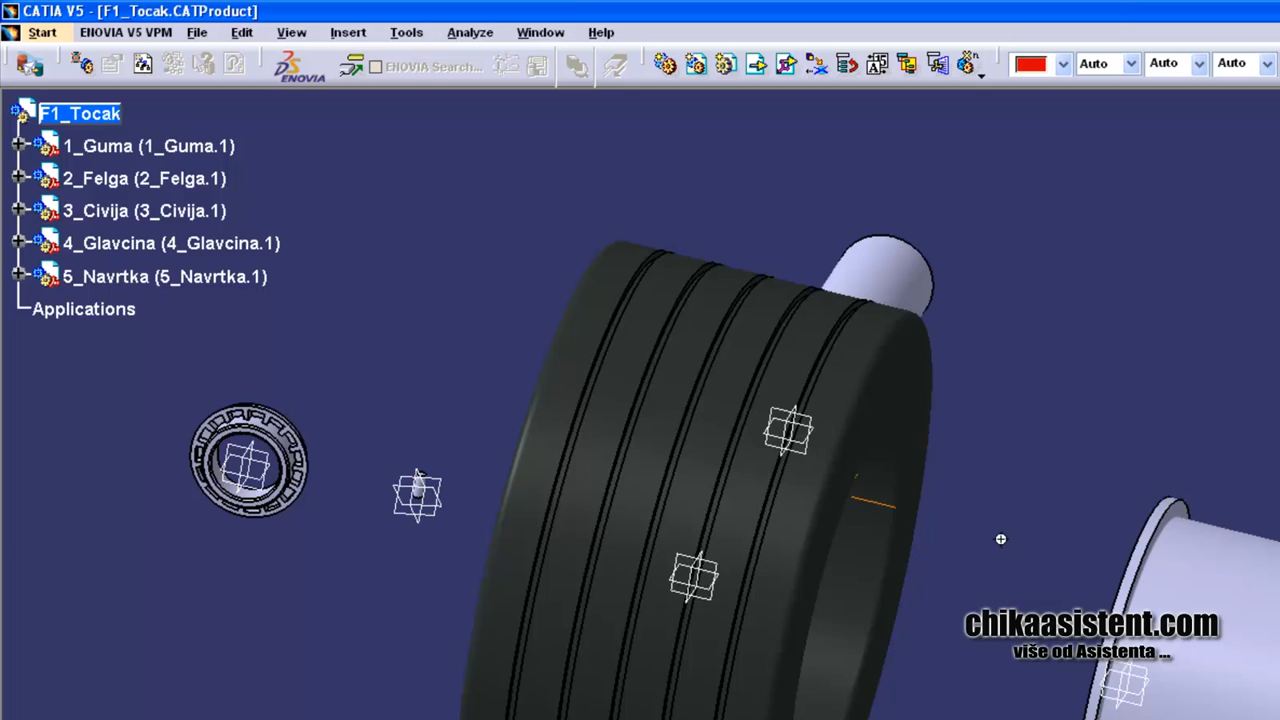 CATIA V5 - [F1_Tocak.CATProduct]
Start ENOVIA V5 VPM File Edit View Insert Tools Analyze Window Help
ENOVIA ENOVIA Search... Auto Auto Auto
F1_Tocak
1_Guma (1_Guma.1)
2_Felga (2_Felga.1)
3_Civija (3_Civija.1)
4_Glavcina (4_Glavcina.1)
5_Navrtka (5_Navrtka.1)
Applications
chikaasistent.com
više od Asistenta ...